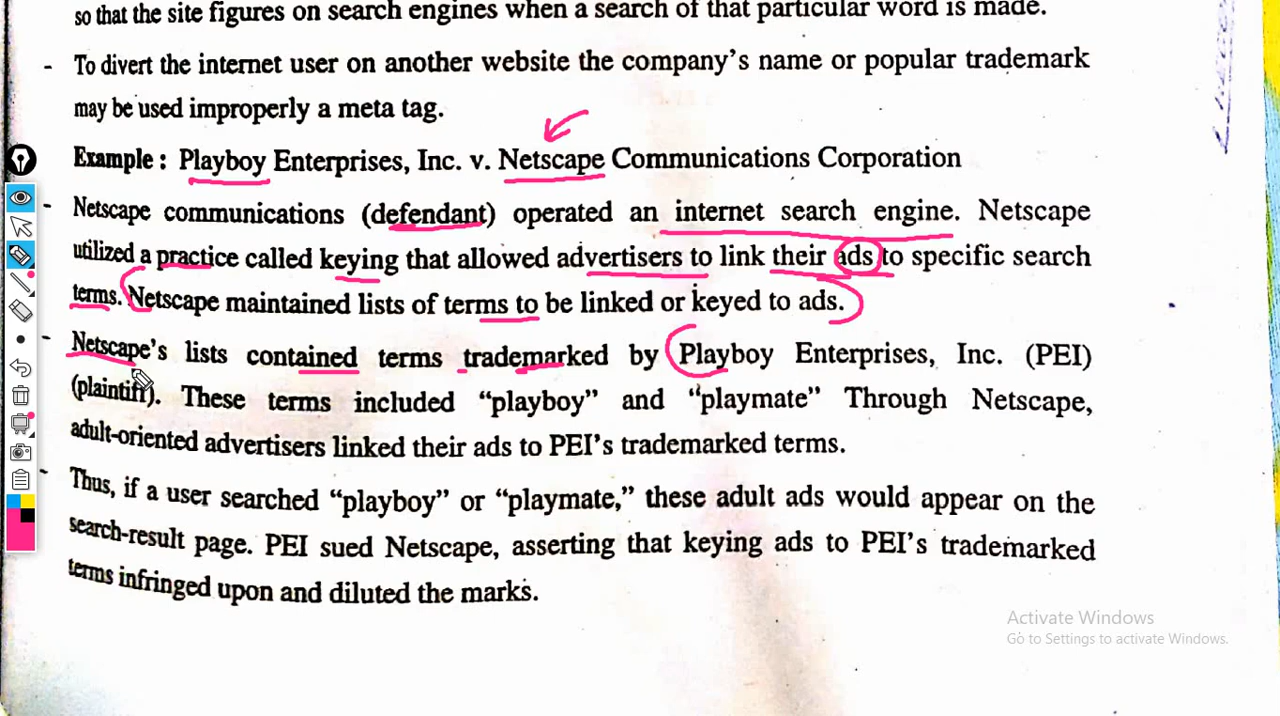 so that the site figures on search engines when a search of that particular word is made.
- To divert the internet user on another website the company's name or popular trademark
may be used improperly a meta tag.
Example : Playboy Enterprises, Inc. v. Netscape Communications Corporation
- Netscape communications (defendant) operated an internet search engine. Netscape
utilized a practice called keying that allowed advertisers to link their ads to specific search
terms. Netscape maintained lists of terms to be linked or keyed to ads.
- Netscape's lists contained terms trademarked by Playboy Enterprises, Inc. (PEI)
(plaintiff). These terms included "playboy" and "playmate" Through Netscape,
adult-oriented advertisers linked their ads to PEI's trademarked terms.
- Thus, if a user searched "playboy" or "playmate," these adult ads would appear on the
search-result page. PEI sued Netscape, asserting that keying ads to PEI's trademarked
terms infringed upon and diluted the marks.
Activate Windows
Go to Settings to activate Windows.